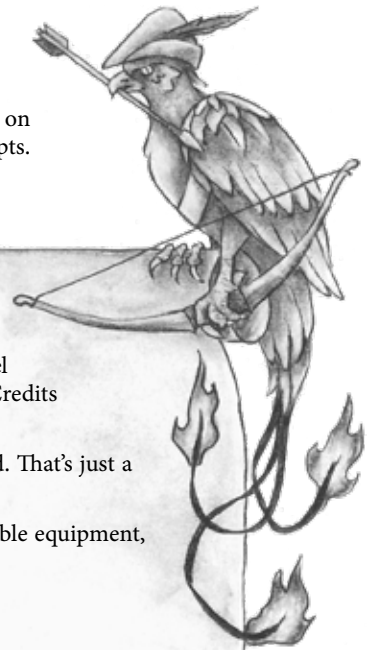 on
pts.
el
Credits
d. That's just a
ble equipment,